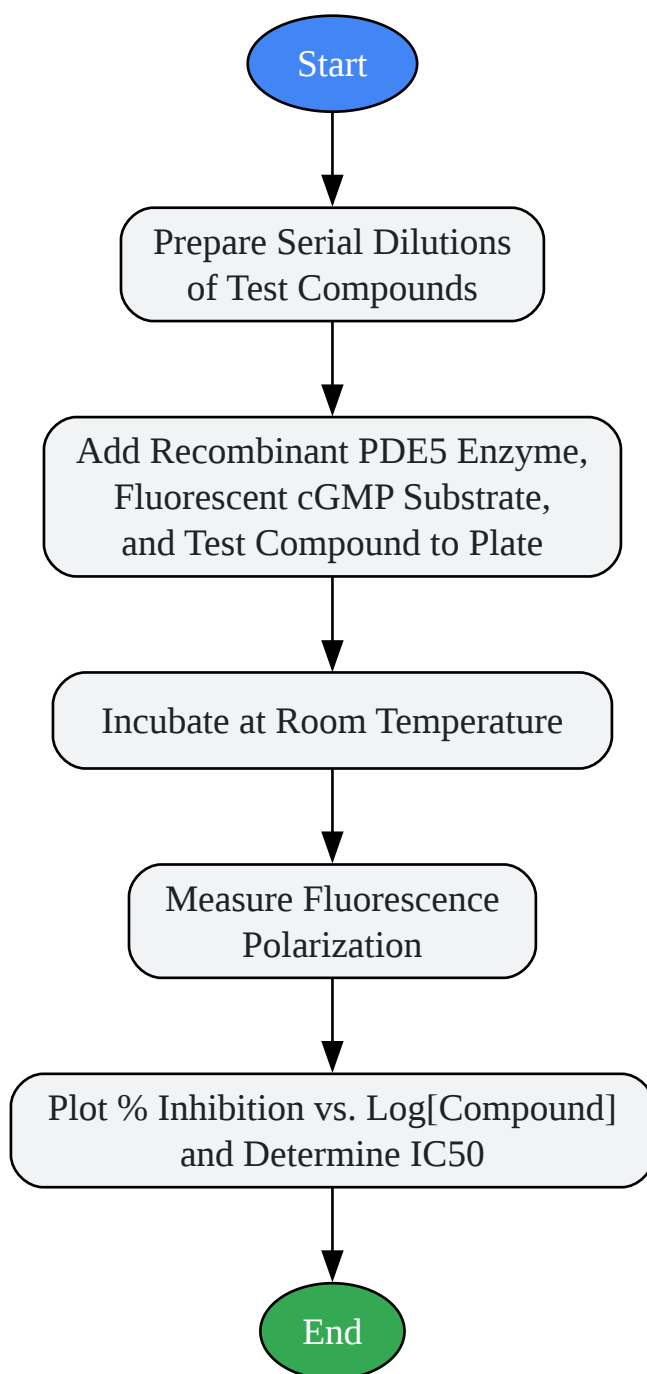 Start
Prepare Serial Dilutions
of Test Compounds
Add Recombinant PDE5 Enzyme,
Fluorescent cGMP Substrate,
and Test Compound to Plate
Incubate at Room Temperature
Measure Fluorescence
Polarization
Plot % Inhibition vs. Log[Compound]
and Determine IC50
End